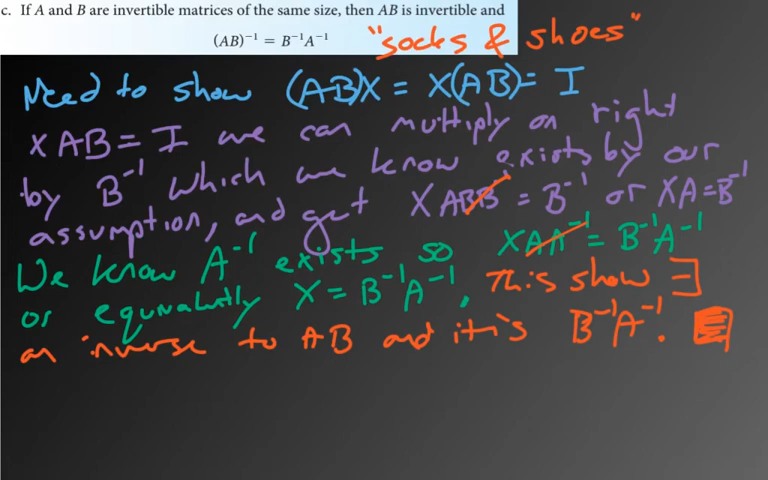 c. If A and B are invertible matrices of the same size, then AB is invertible and
(AB)⁻¹ = B⁻¹A⁻¹ "socks & shoes"
Need to show (AB)X = X(AB) = I
XAB = I we can multiply on right
by B⁻¹ which we know exists by our
assumption, and get XABB⁻¹ = B⁻¹ or XA = B⁻¹
We know A⁻¹ exists so XAA⁻¹ = B⁻¹A⁻¹
or equivalently X = B⁻¹A⁻¹, This show ∃
an inverse to AB and it's B⁻¹A⁻¹.